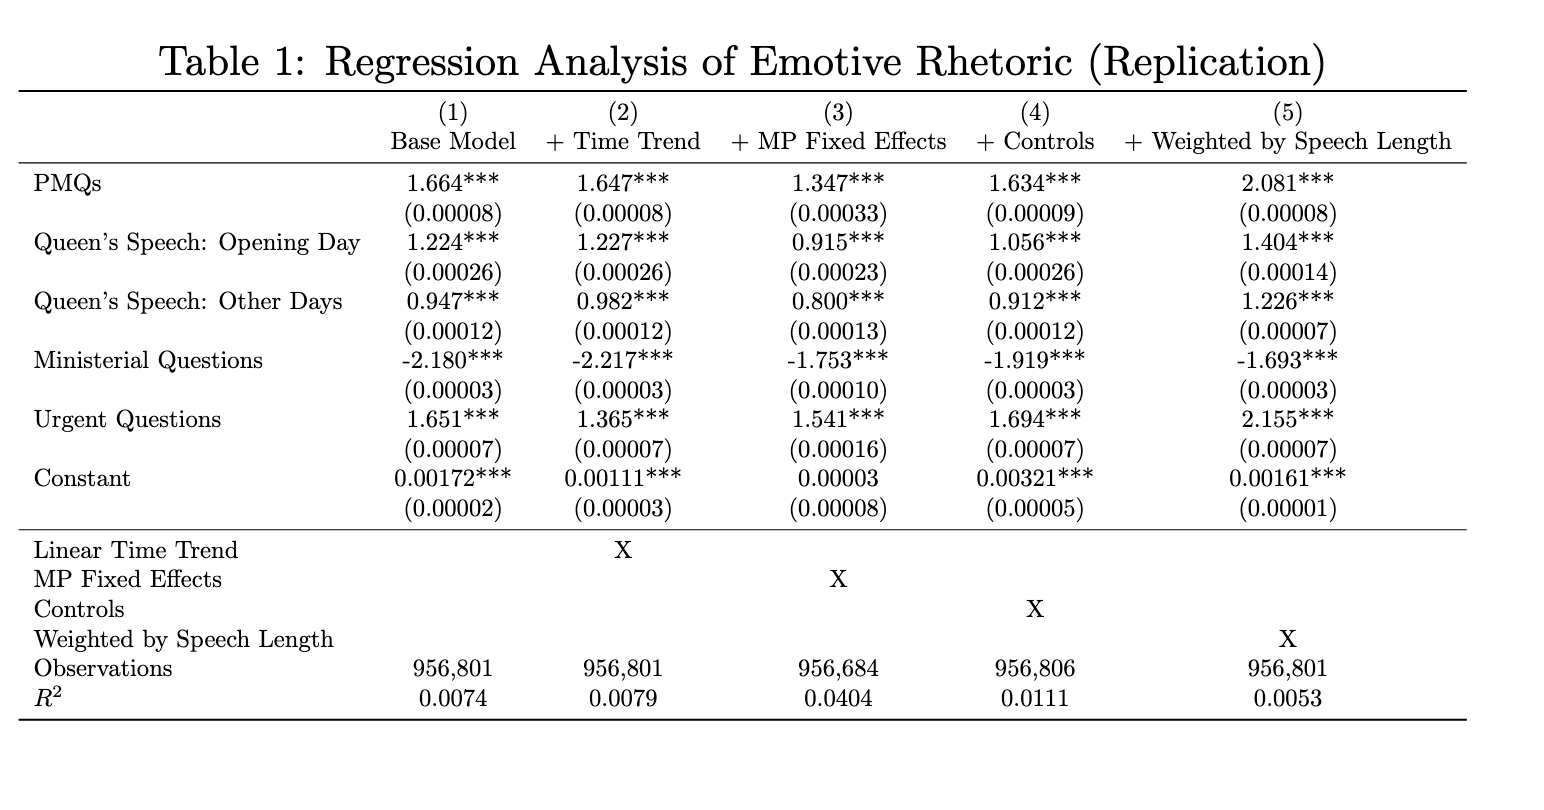 Table 1: Regression Analysis of Emotive Rhetoric (Replication)
(1) (2) (3) (4) (5)
Base Model + Time Trend + MP Fixed Effects + Controls + Weighted by Speech Length
PMQs 1.664*** 1.647*** 1.347*** 1.634*** 2.081***
(0.00008) (0.00008) (0.00033) (0.00009) (0.00008)
Queen's Speech: Opening Day 1.224*** 1.227*** 0.915*** 1.056*** 1.404***
(0.00026) (0.00026) (0.00023) (0.00026) (0.00014)
Queen's Speech: Other Days 0.947*** 0.982*** 0.800*** 0.912*** 1.226***
(0.00012) (0.00012) (0.00013) (0.00012) (0.00007)
Ministerial Questions -2.180*** -2.217*** -1.753*** -1.919*** -1.693***
(0.00003) (0.00003) (0.00010) (0.00003) (0.00003)
Urgent Questions 1.651*** 1.365*** 1.541*** 1.694*** 2.155***
(0.00007) (0.00007) (0.00016) (0.00007) (0.00007)
Constant 0.00172*** 0.00111*** 0.00003 0.00321*** 0.00161***
(0.00002) (0.00003) (0.00008) (0.00005) (0.00001)
Linear Time Trend X
MP Fixed Effects X
Controls X
Weighted by Speech Length X
Observations 956,801 956,801 956,684 956,806 956,801
R² 0.0074 0.0079 0.0404 0.0111 0.0053